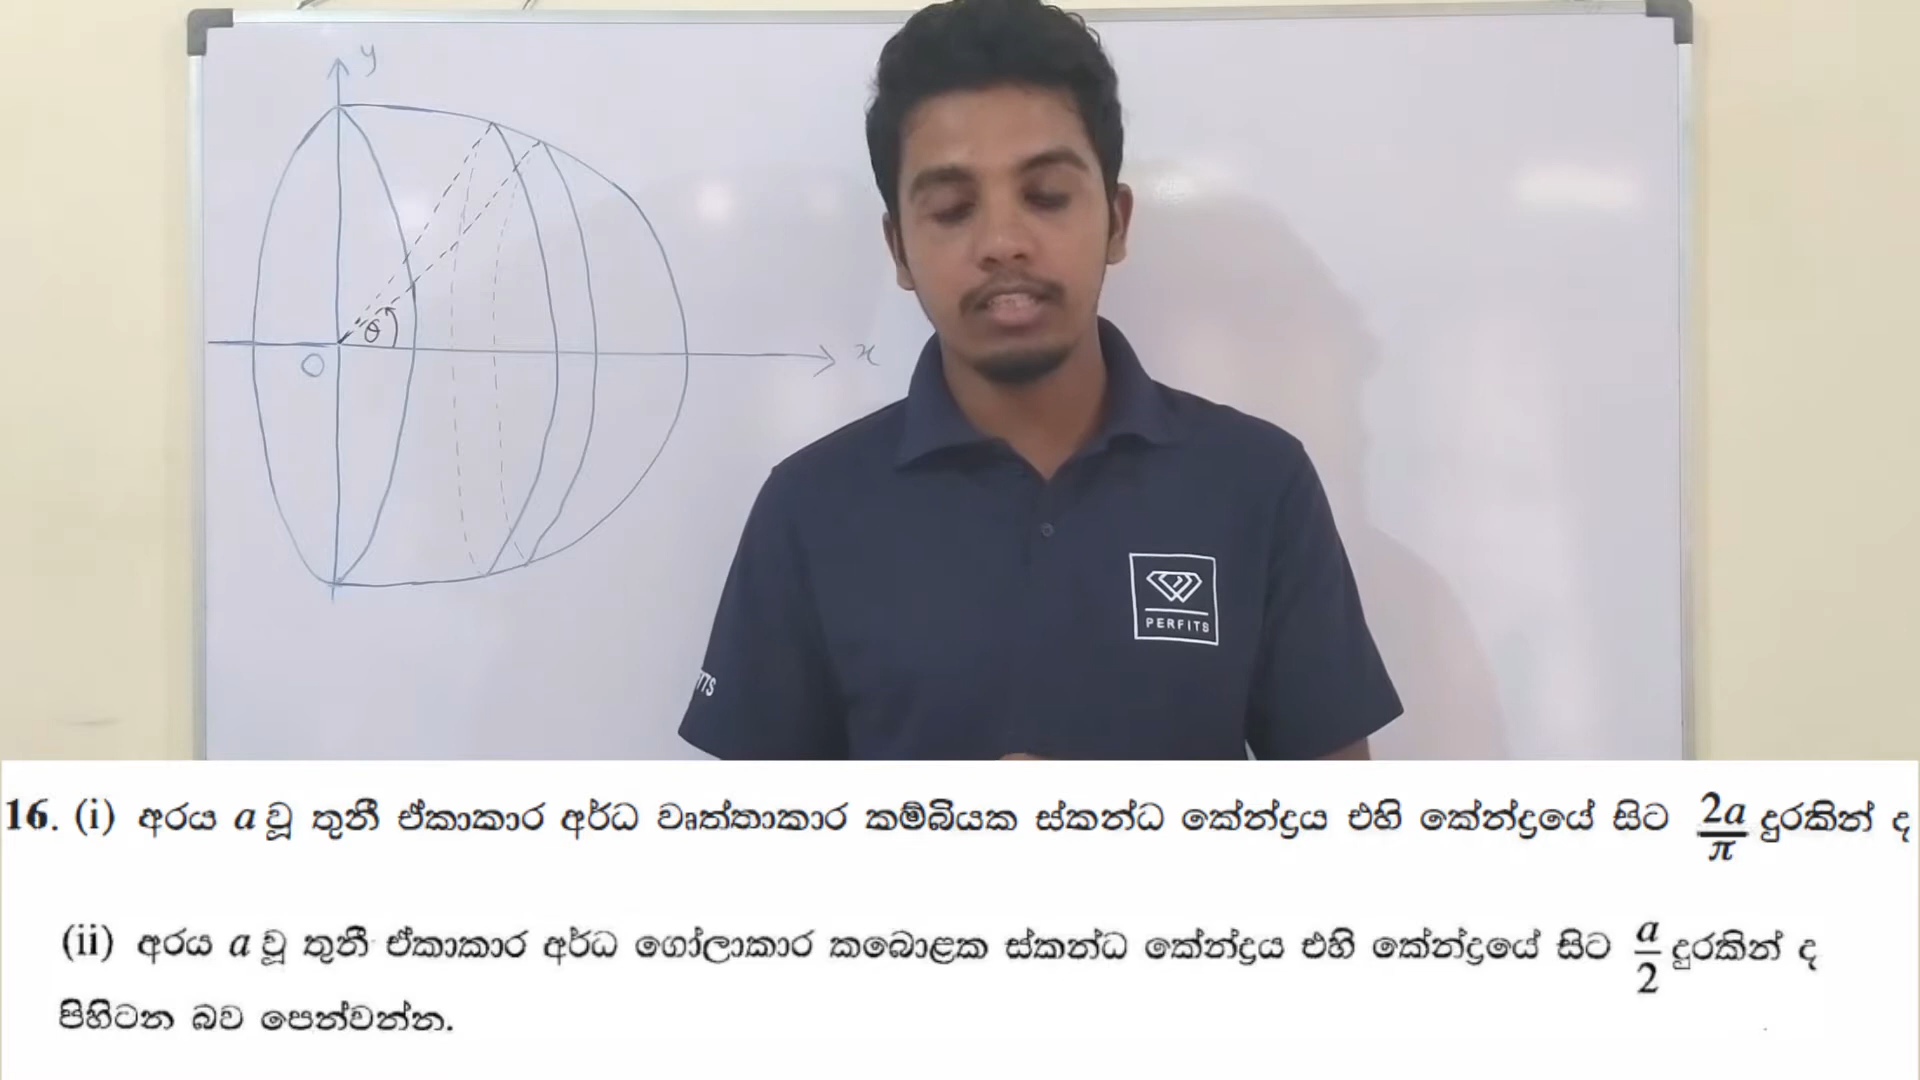 y
θ
O
x
PERFITS
16. (i) අරය a වූ තුනී ඒකාකාර අර්ධ වෘත්තාකාර කම්බියක ස්කන්ධ කේන්ද්‍රය එහි කේන්ද්‍රයේ සිට 2a/π දුරකින් ද
(ii) අරය a වූ තුනී ඒකාකාර අර්ධ ගෝලාකාර කබොළක ස්කන්ධ කේන්ද්‍රය එහි කේන්ද්‍රයේ සිට a/2 දුරකින් ද
පිහිටන බව පෙන්වන්න.